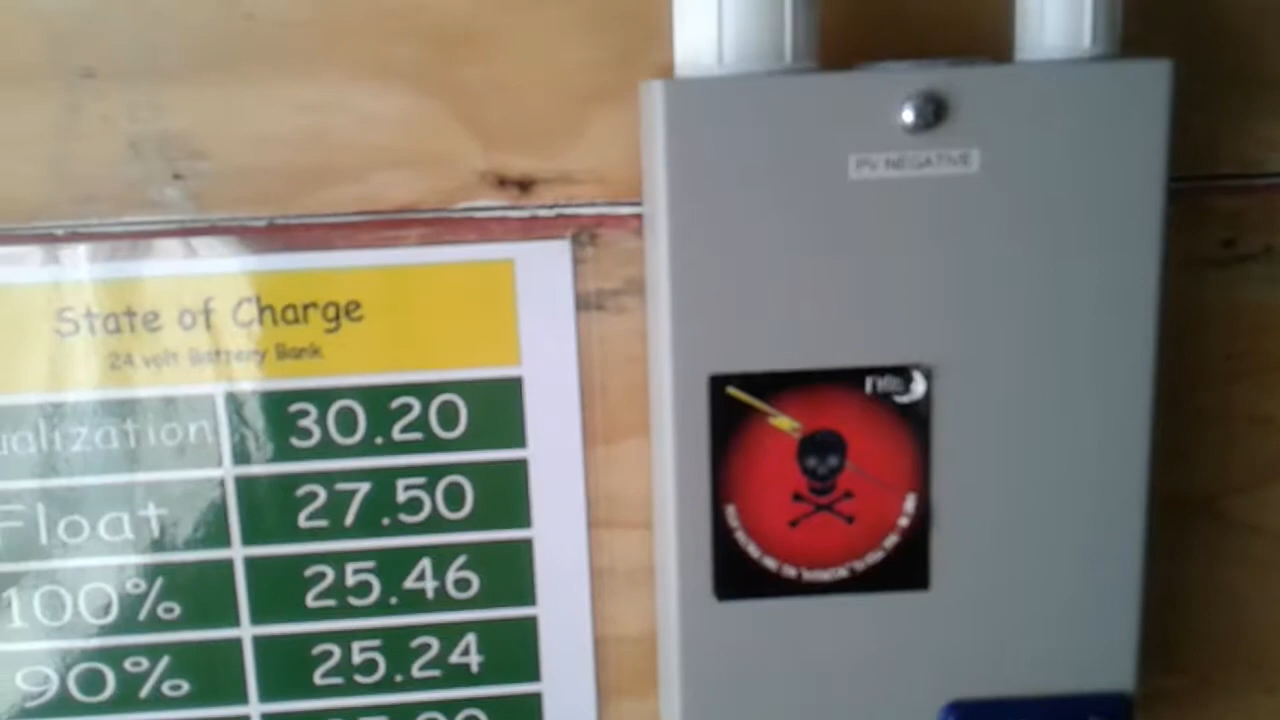 PV NEGATIVE
State of Charge
24 volt Battery Bank
ualization 30.20
Float 27.50
100% 25.46
90% 25.24